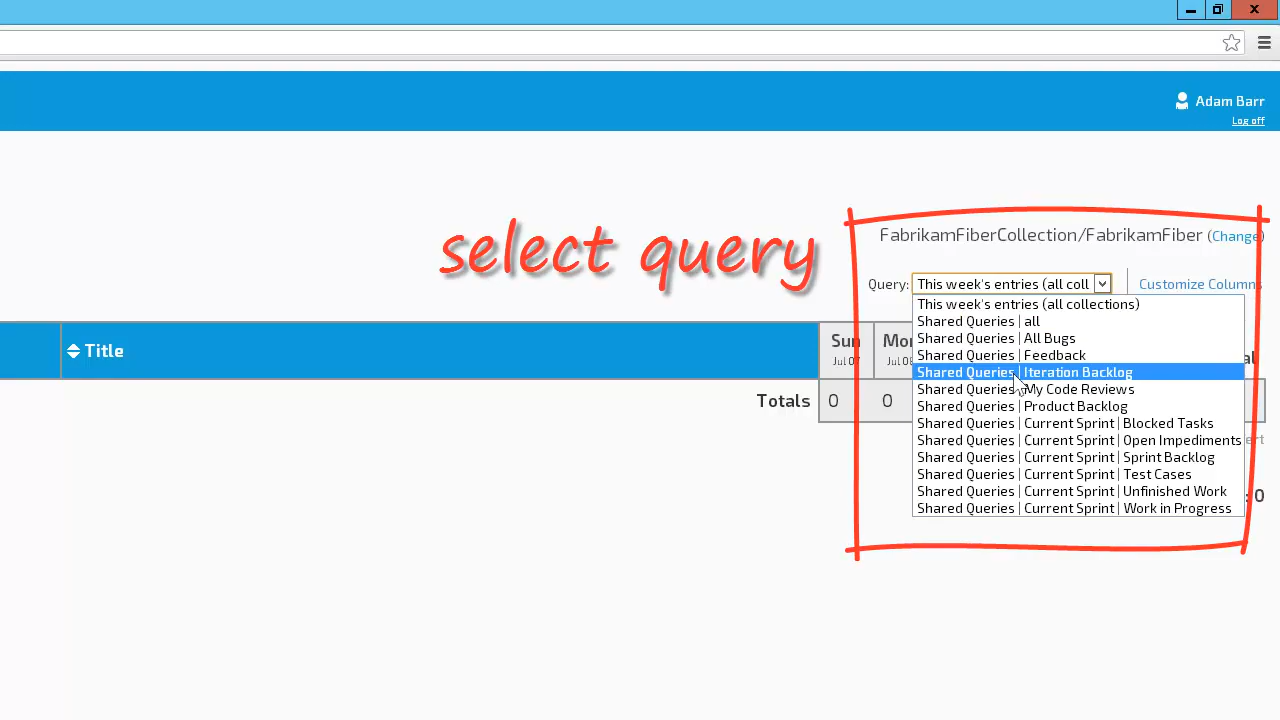 Adam Barr
Log off
select query
FabrikamFiberCollection/FabrikamFiber (Change)
Query: This week's entries (all coll
Customize Columns
This week's entries (all collections)
Shared Queries | all
Shared Queries | All Bugs
Shared Queries | Feedback
Shared Queries | Iteration Backlog
Shared Queries | My Code Reviews
Shared Queries | Product Backlog
Shared Queries | Current Sprint | Blocked Tasks
Shared Queries | Current Sprint | Open Impediments
Shared Queries | Current Sprint | Sprint Backlog
Shared Queries | Current Sprint | Test Cases
Shared Queries | Current Sprint | Unfinished Work
Shared Queries | Current Sprint | Work in Progress
Title
Sun
Jul 07
Jul 08
Totals
0
0